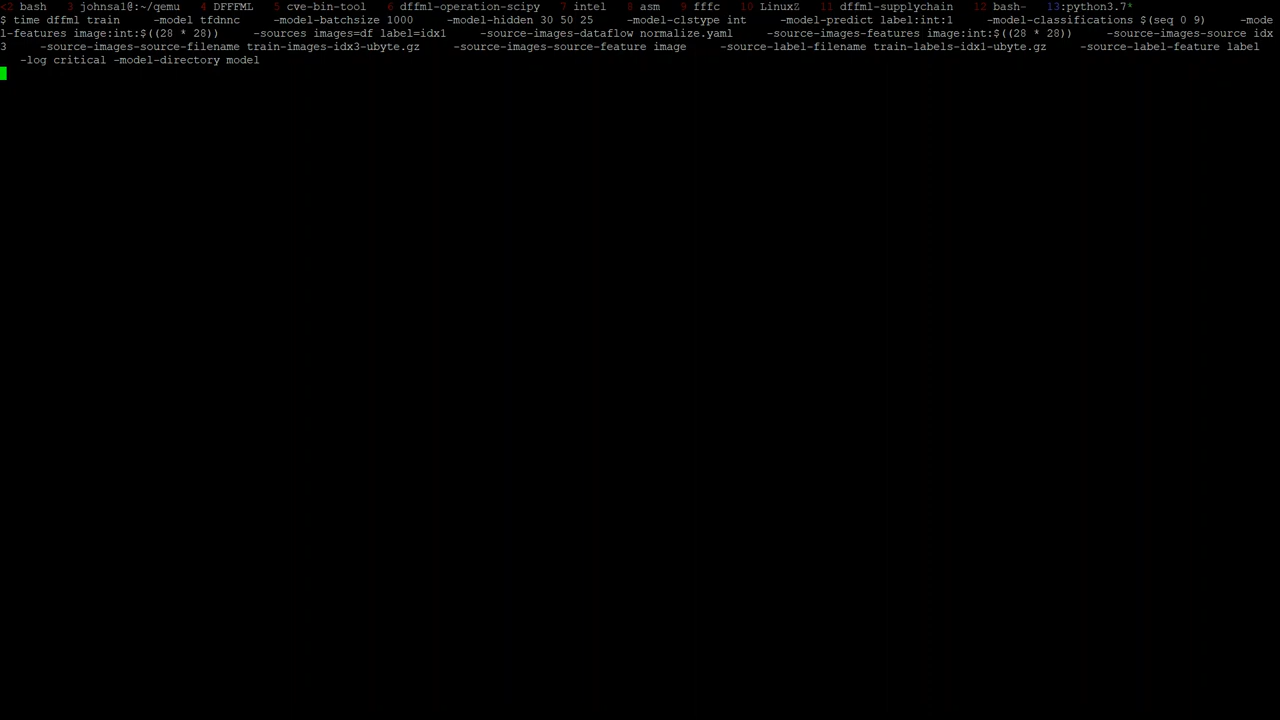 <2 bash  3 johnsa1@:~/qemu  4 DFFFML  5 cve-bin-tool  6 dffml-operation-scipy  7 intel  8 asm  9 fffc  10 LinuxZ  11 dffml-supplychain  12 bash-  13:python3.7*
$ time dffml train     -model tfdnnc     -model-batchsize 1000     -model-hidden 30 50 25     -model-clstype int     -model-predict label:int:1     -model-classifications $(seq 0 9)     -mode
l-features image:int:$((28 * 28))     -sources images=df label=idx1     -source-images-dataflow normalize.yaml     -source-images-features image:int:$((28 * 28))     -source-images-source idx
3     -source-images-source-filename train-images-idx3-ubyte.gz     -source-images-source-feature image     -source-label-filename train-labels-idx1-ubyte.gz     -source-label-feature label
   -log critical -model-directory model